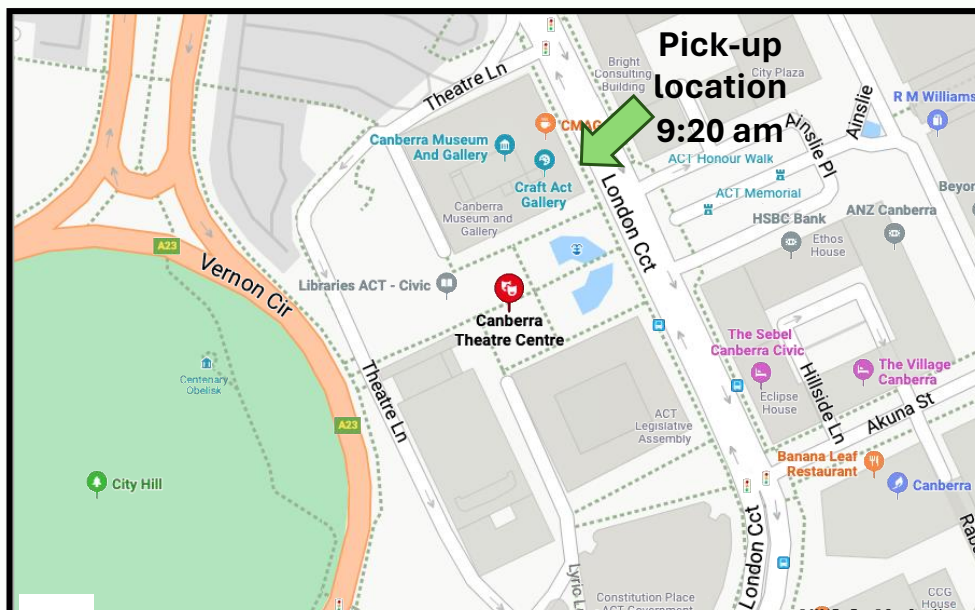 Pick-up
location
9:20 am
Theatre Ln
Bright
Consulting
Building
City Plaza
R M Williams
Ainslie
Ainslie Pl
CMAG
Canberra Museum
And Gallery
Craft Act
Gallery
Canberra
Museum and
Gallery
ACT Honour Walk
ACT Memorial
London Cct
HSBC Bank
ANZ Canberra
Ethos
House
A23
Vernon Cir
Libraries ACT - Civic
Canberra
Theatre Centre
The Sebel
Canberra Civic
Eclipse
House
The Village
Canberra
Hillside Ln
Akuna St
Centenary
Obelisk
Theatre Ln
A23
ACT
Legislative
Assembly
Banana Leaf
Restaurant
Canberra
City Hill
London Cct
Lyric
Constitution Place
ACT Government
CCG
House